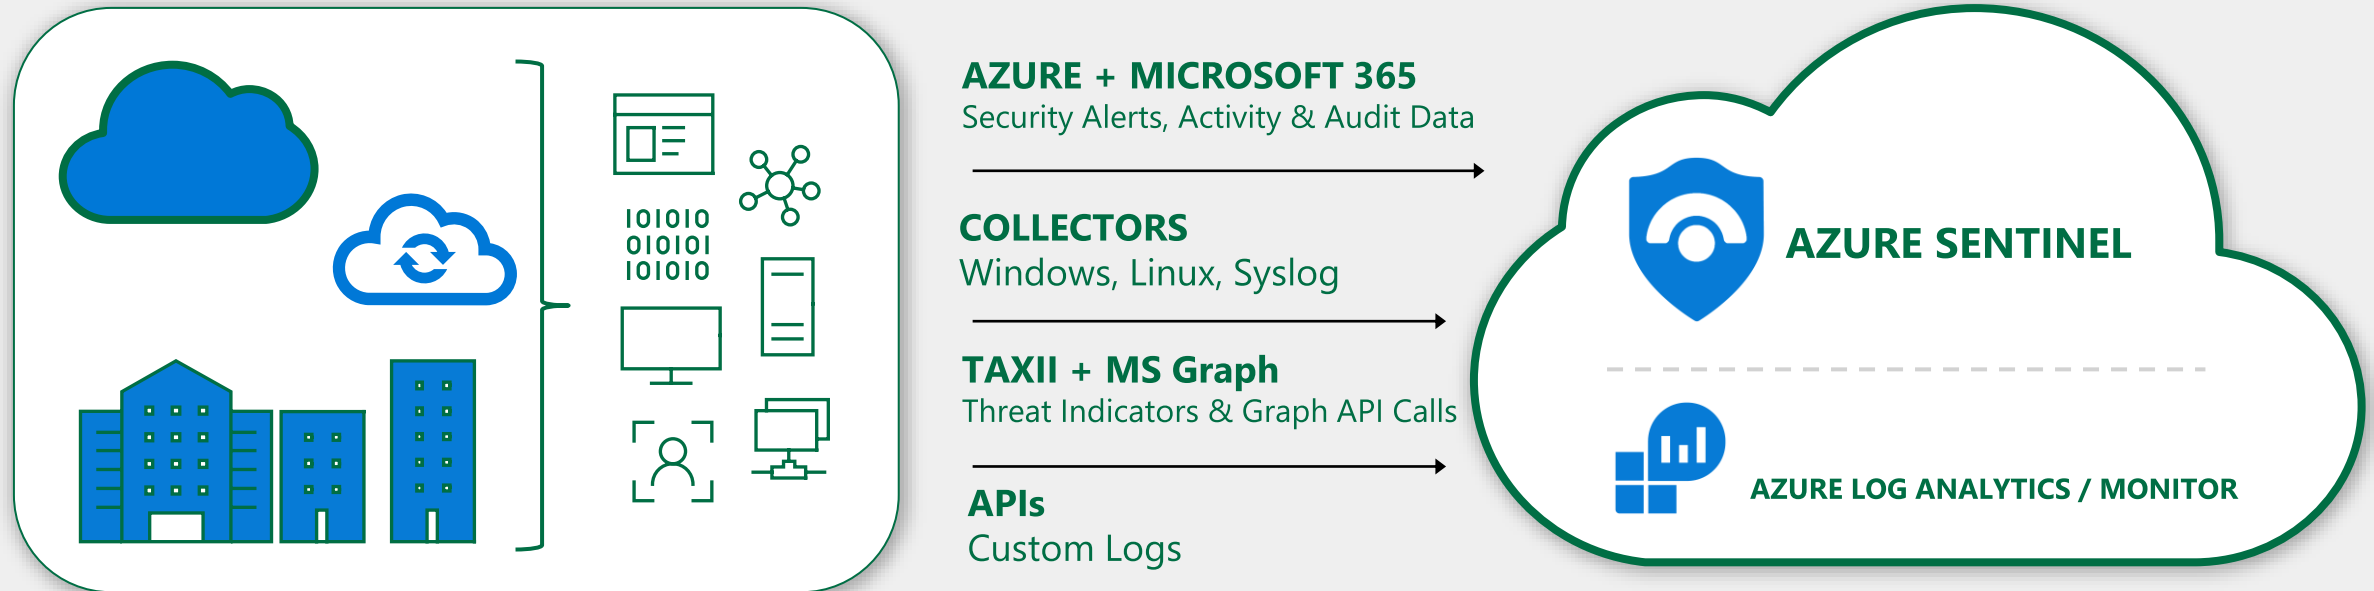 101010
010101
101010
AZURE + MICROSOFT 365
Security Alerts, Activity & Audit Data
COLLECTORS
Windows, Linux, Syslog
TAXII + MS Graph
Threat Indicators & Graph API Calls
APIs
Custom Logs
AZURE SENTINEL
AZURE LOG ANALYTICS / MONITOR